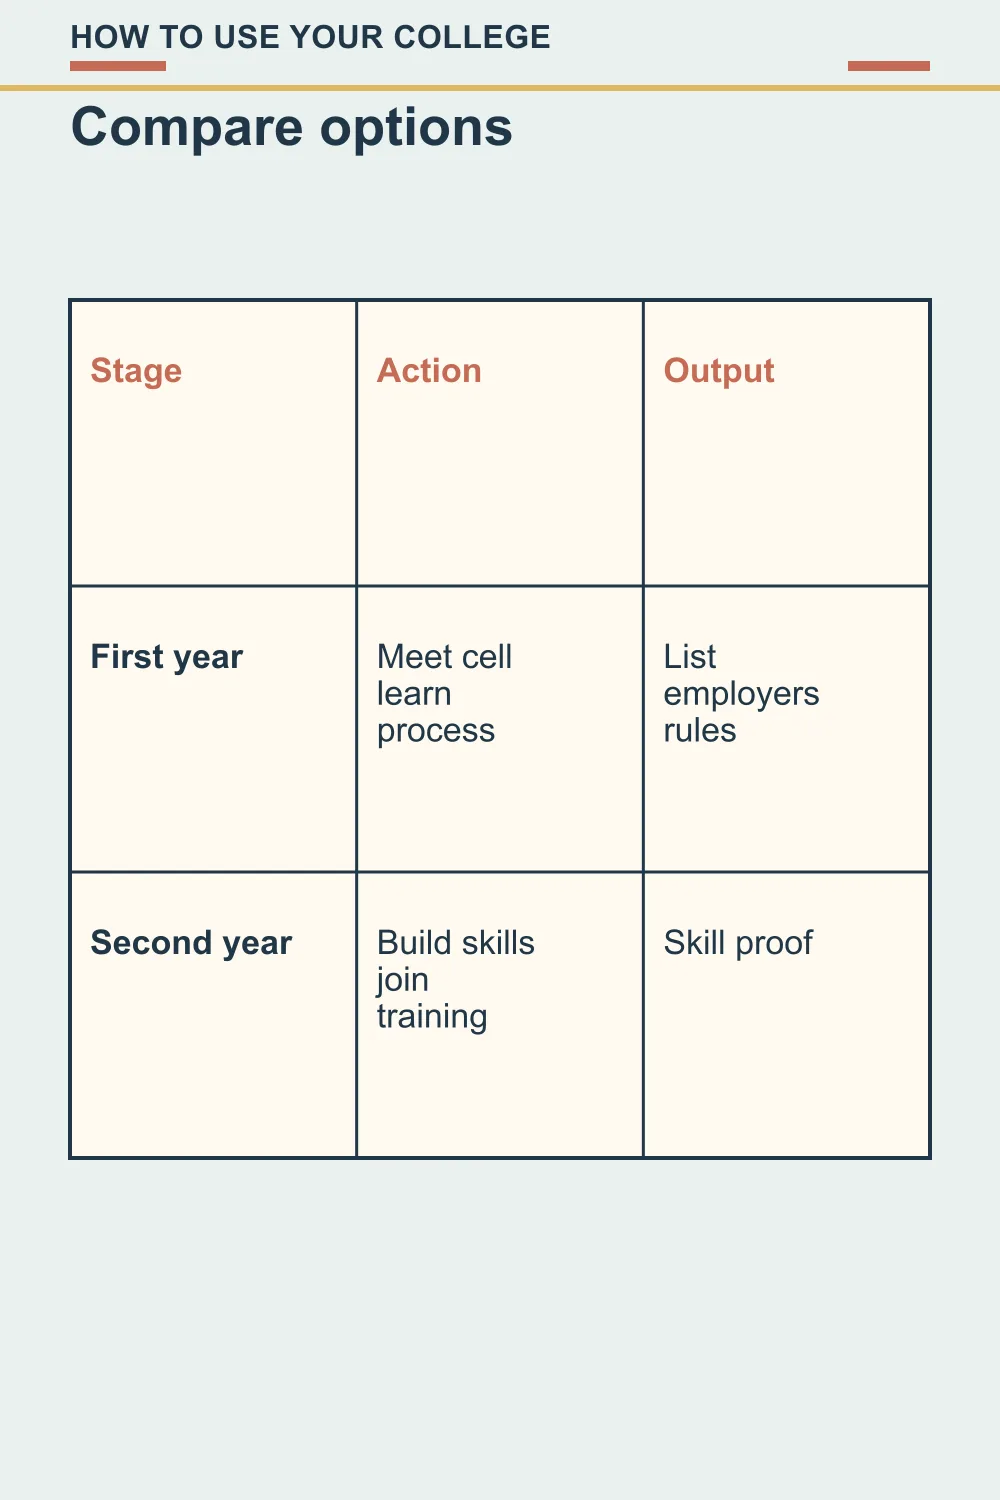 HOW TO USE YOUR COLLEGE
Compare options
Stage
Action
Output
First year
Meet cell
learn
process
List
employers
rules
Second year
Build skills
join
training
Skill proof